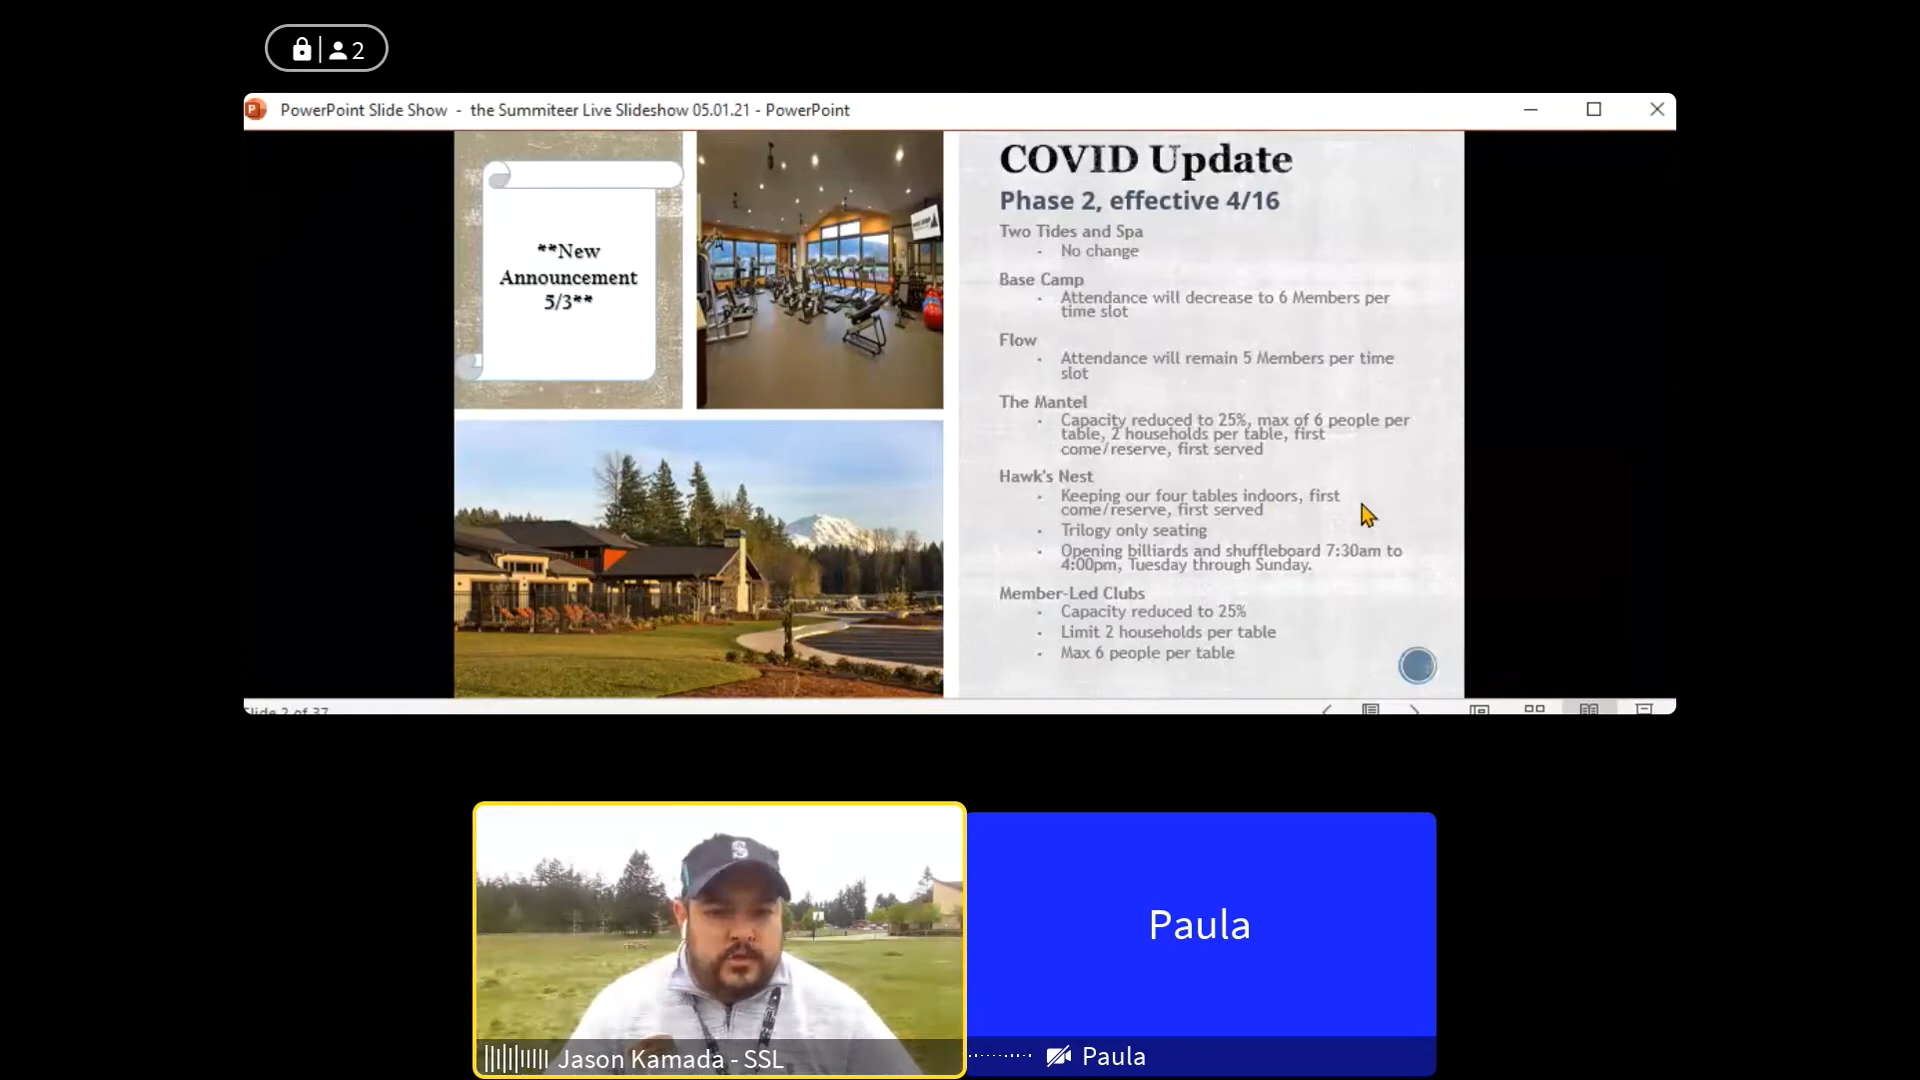 2
PowerPoint Slide Show - the Summiteer Live Slideshow 05.01.21 - PowerPoint
**New
Announcement
5/3**
COVID Update
Phase 2, effective 4/16
Two Tides and Spa
- No change
Base Camp
- Attendance will decrease to 6 Members per
time slot
Flow
- Attendance will remain 5 Members per time
slot
The Mantel
- Capacity reduced to 25%, max of 6 people per
table, 2 households per table, first
come/reserve, first served
Hawk's Nest
- Keeping our four tables indoors, first
come/reserve, first served
- Trilogy only seating
- Opening billiards and shuffleboard 7:30am to
4:00pm, Tuesday through Sunday.
Member-Led Clubs
- Capacity reduced to 25%
- Limit 2 households per table
- Max 6 people per table
Slide 2 of 37
S
Paula
Jason Kamada - SSL
Paula